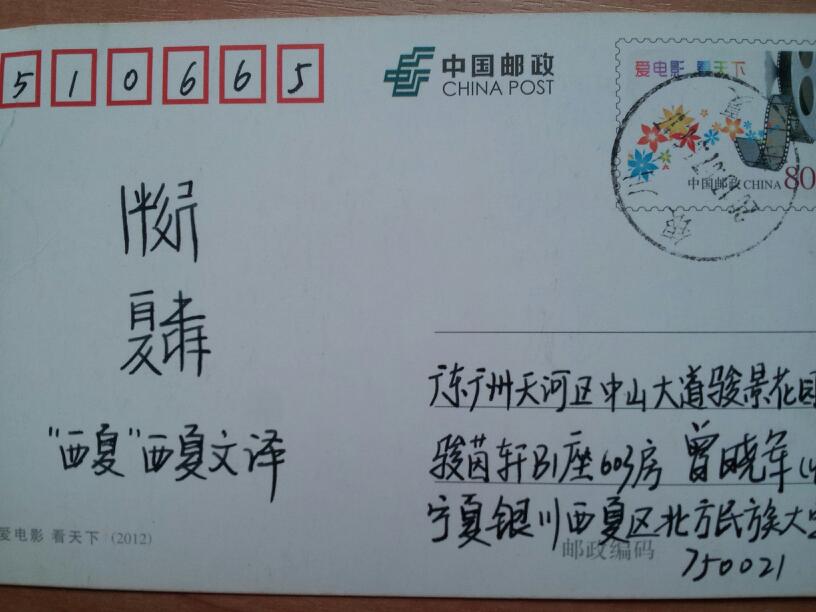 510665
中国邮政
CHINA POST
爱电影 看天下
中国邮政 CHINA 80
"西夏"西夏文译
广东广州天河区中山大道骏景花园
骏茵轩B1座603房 曾晓军
宁夏银川西夏区北方民族大
邮政编码
750021
爱电影 看天下 (2012)